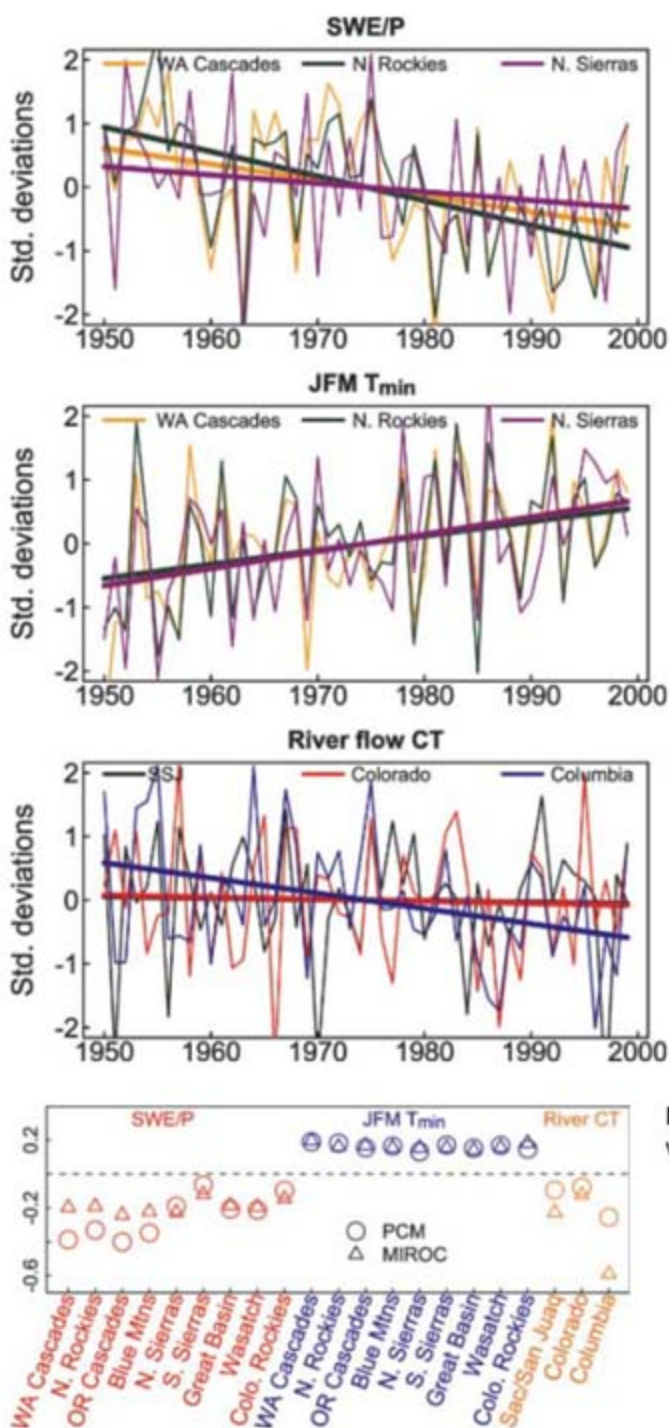 SWE/P
WA Cascades N. Rockies N. Sierras
Std. deviations
2
1
0
-1
-2
1950 1960 1970 1980 1990 2000
JFM Tmin
WA Cascades N. Rockies N. Sierras
Std. deviations
2
1
0
-1
-2
1950 1960 1970 1980 1990 2000
River flow CT
SSJ Colorado Columbia
Std. deviations
2
1
0
-1
-2
1950 1960 1970 1980 1990 2000
SWE/P JFM Tmin River CT
0.2
-0.2
-0.6
PCM
MIROC
WA Cascades
N. Rockies
OR Cascades
Blue Mtns
N. Sierras
S. Sierras
Great Basin
Wasatch
Colo. Rockies
WA Cascades
N. Rockies
OR Cascades
Blue Mtns
N. Sierras
S. Sierras
Great Basin
Wasatch
Colo. Rockies
Sac/San Juaq
Colorado
Columbia